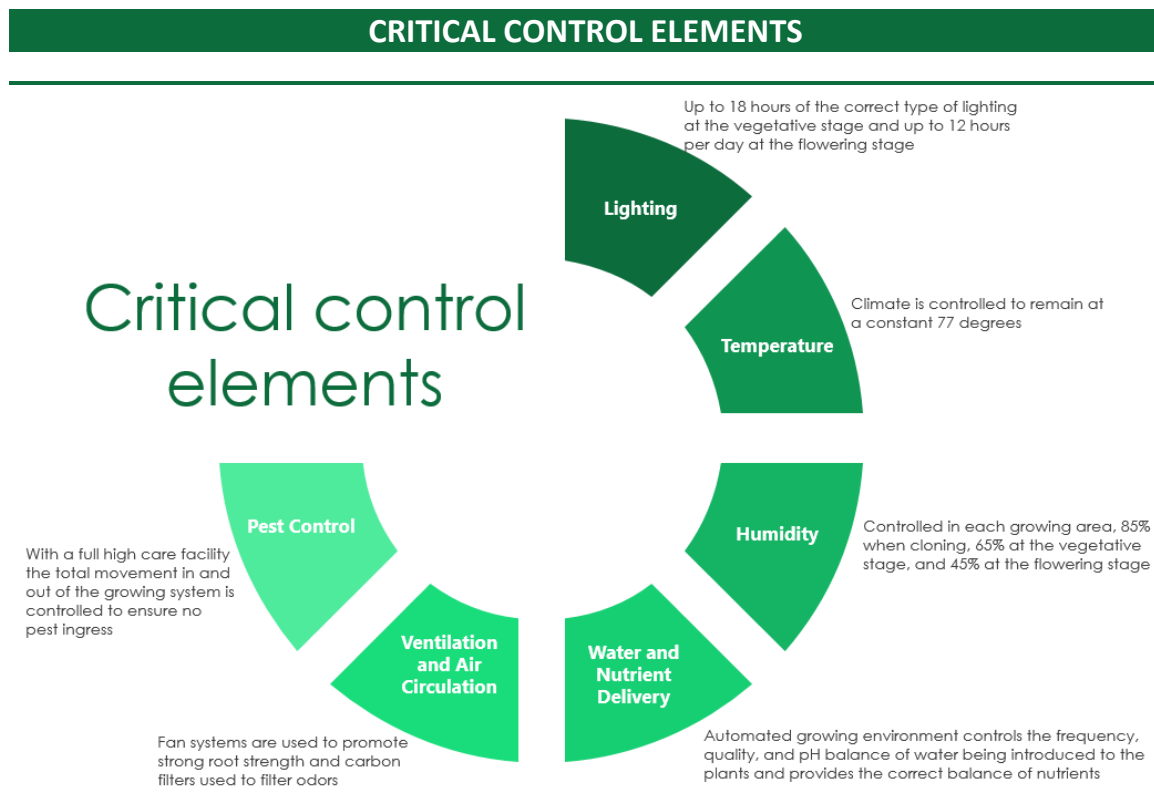 CRITICAL CONTROL ELEMENTS
Up to 18 hours of the correct type of lighting
at the vegetative stage and up to 12 hours
per day at the flowering stage
Lighting
Critical control
elements
Climate is controlled to remain at
a constant 77 degrees
Temperature
Controlled in each growing area, 85%
when cloning, 65% at the vegetative
stage, and 45% at the flowering stage
Humidity
Water and
Nutrient
Delivery
Automated growing environment controls the frequency,
quality, and pH balance of water being introduced to the
plants and provides the correct balance of nutrients
Ventilation
and Air
Circulation
Fan systems are used to promote
strong root strength and carbon
filters used to filter odors
Pest Control
With a full high care facility
the total movement in and
out of the growing system is
controlled to ensure no
pest ingress